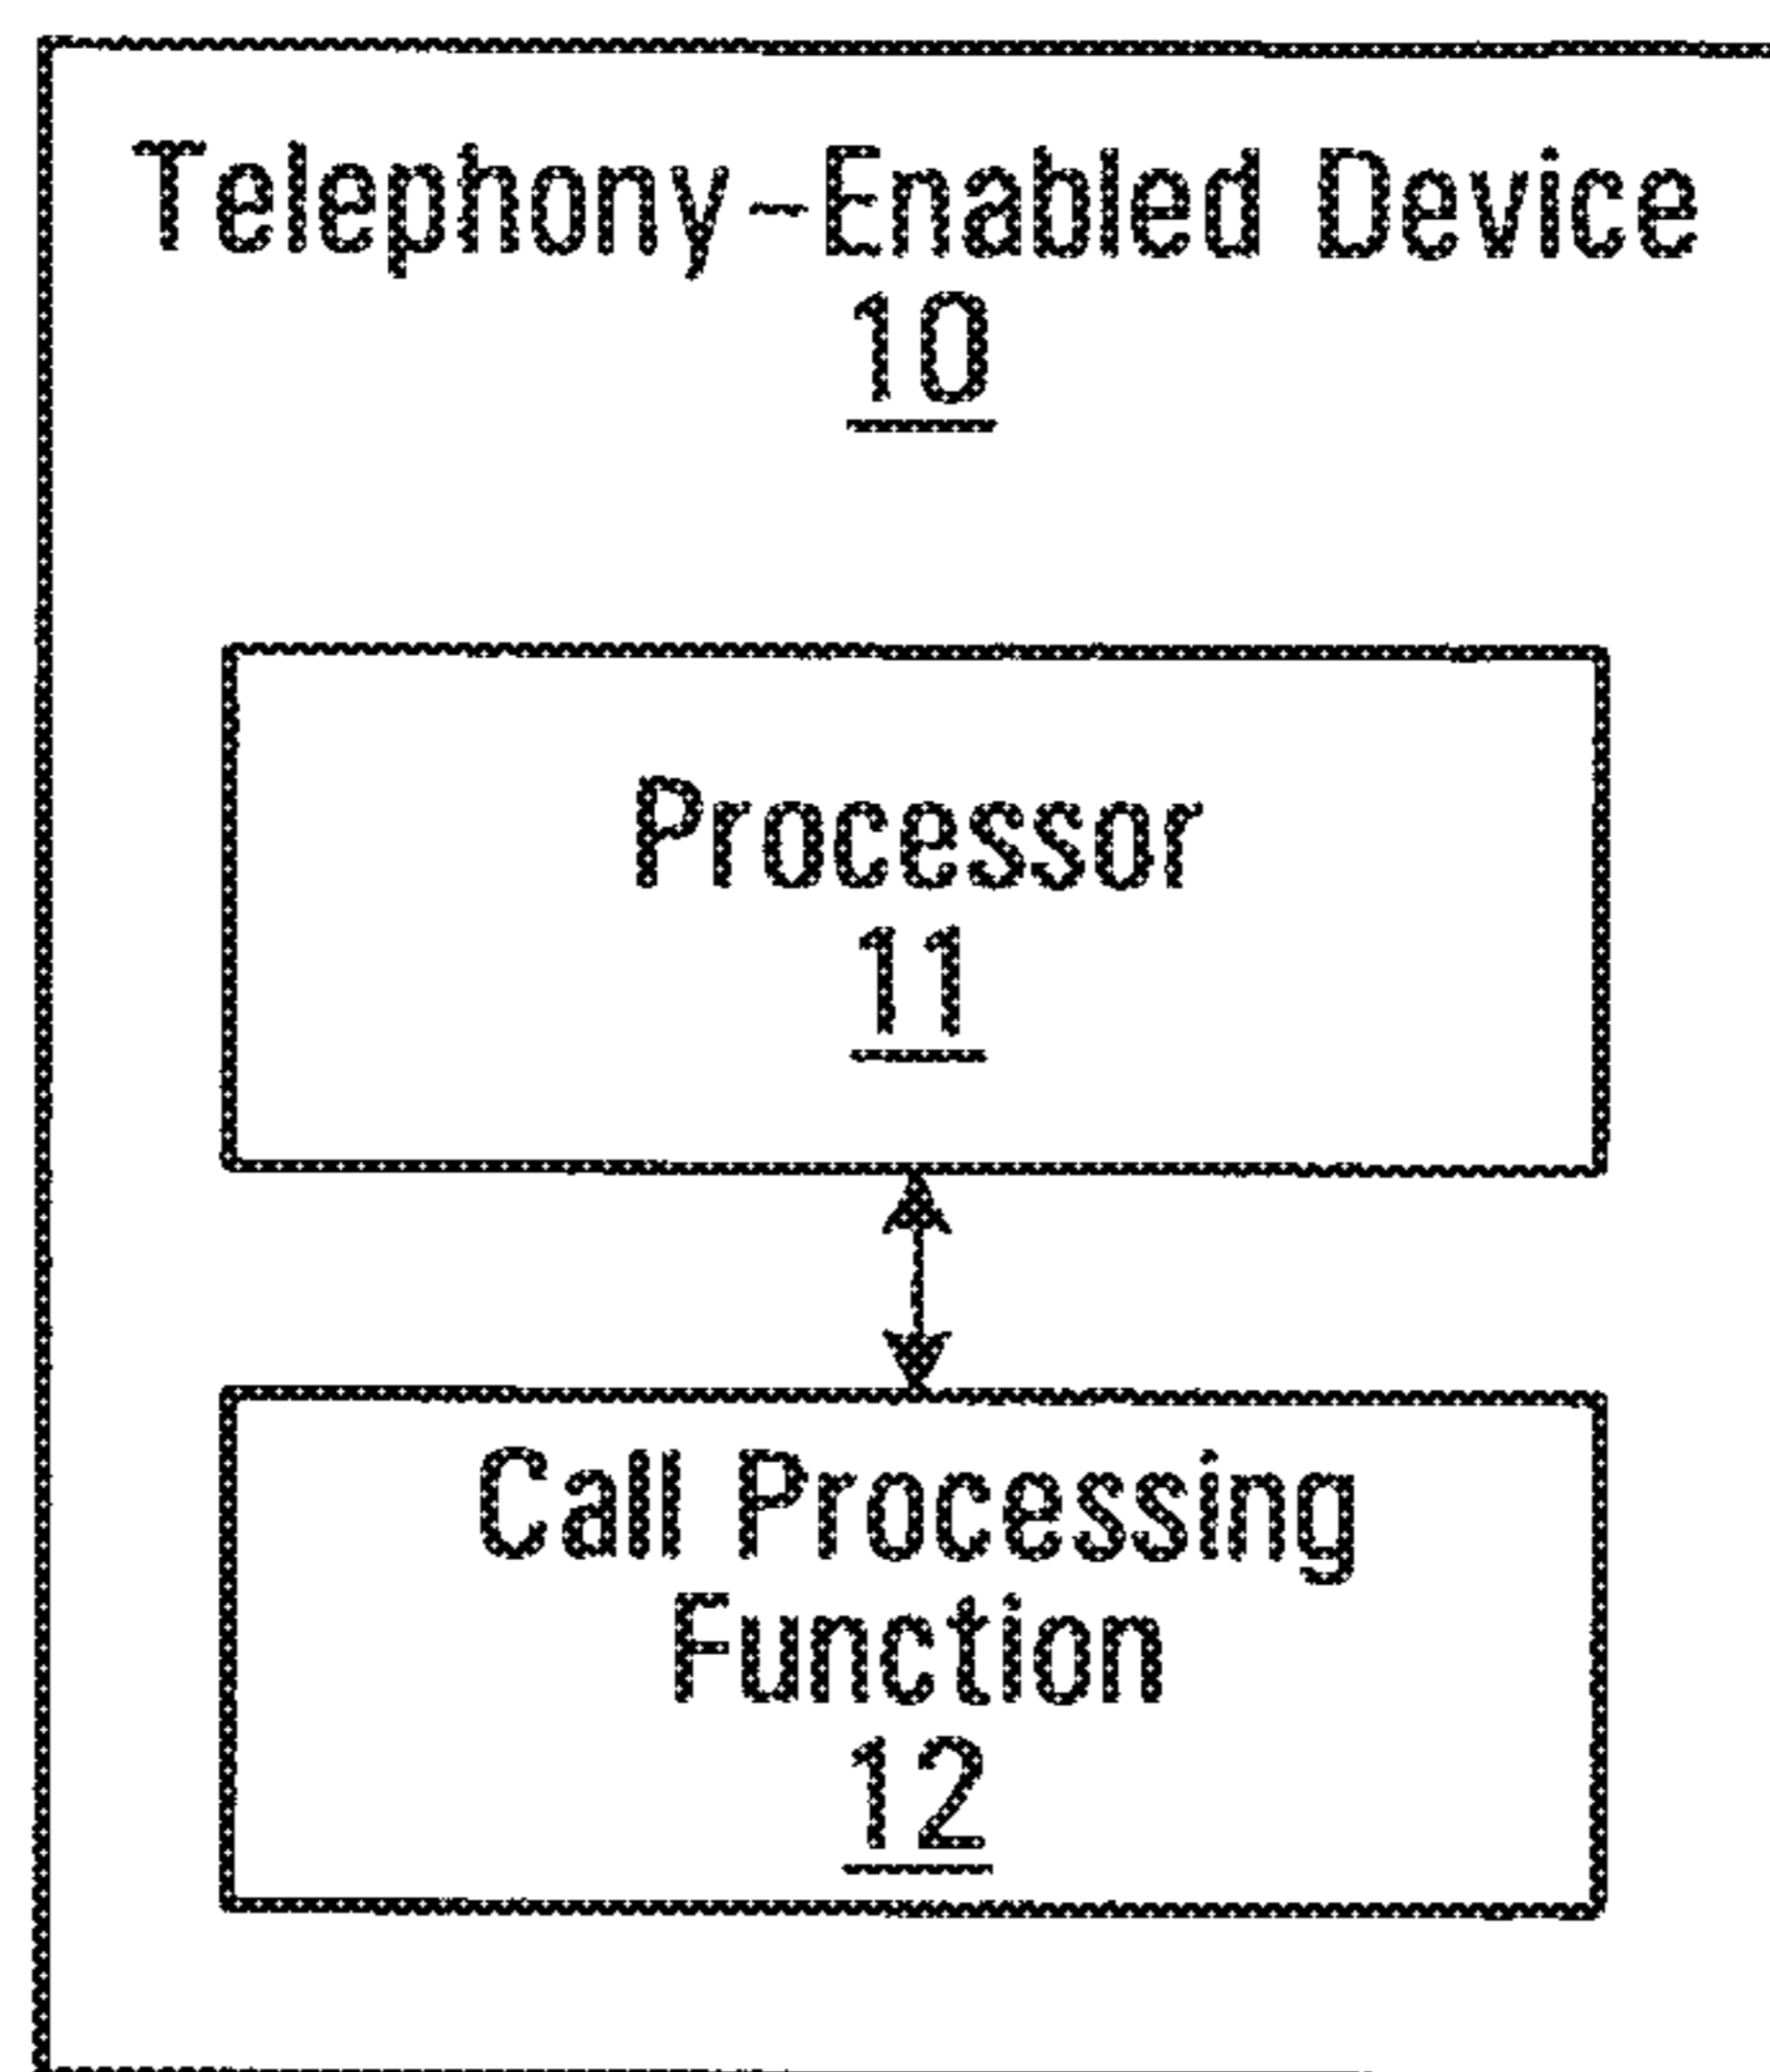 Telephony-Enabled Device
10
Processor
11
Call Processing
Function
12